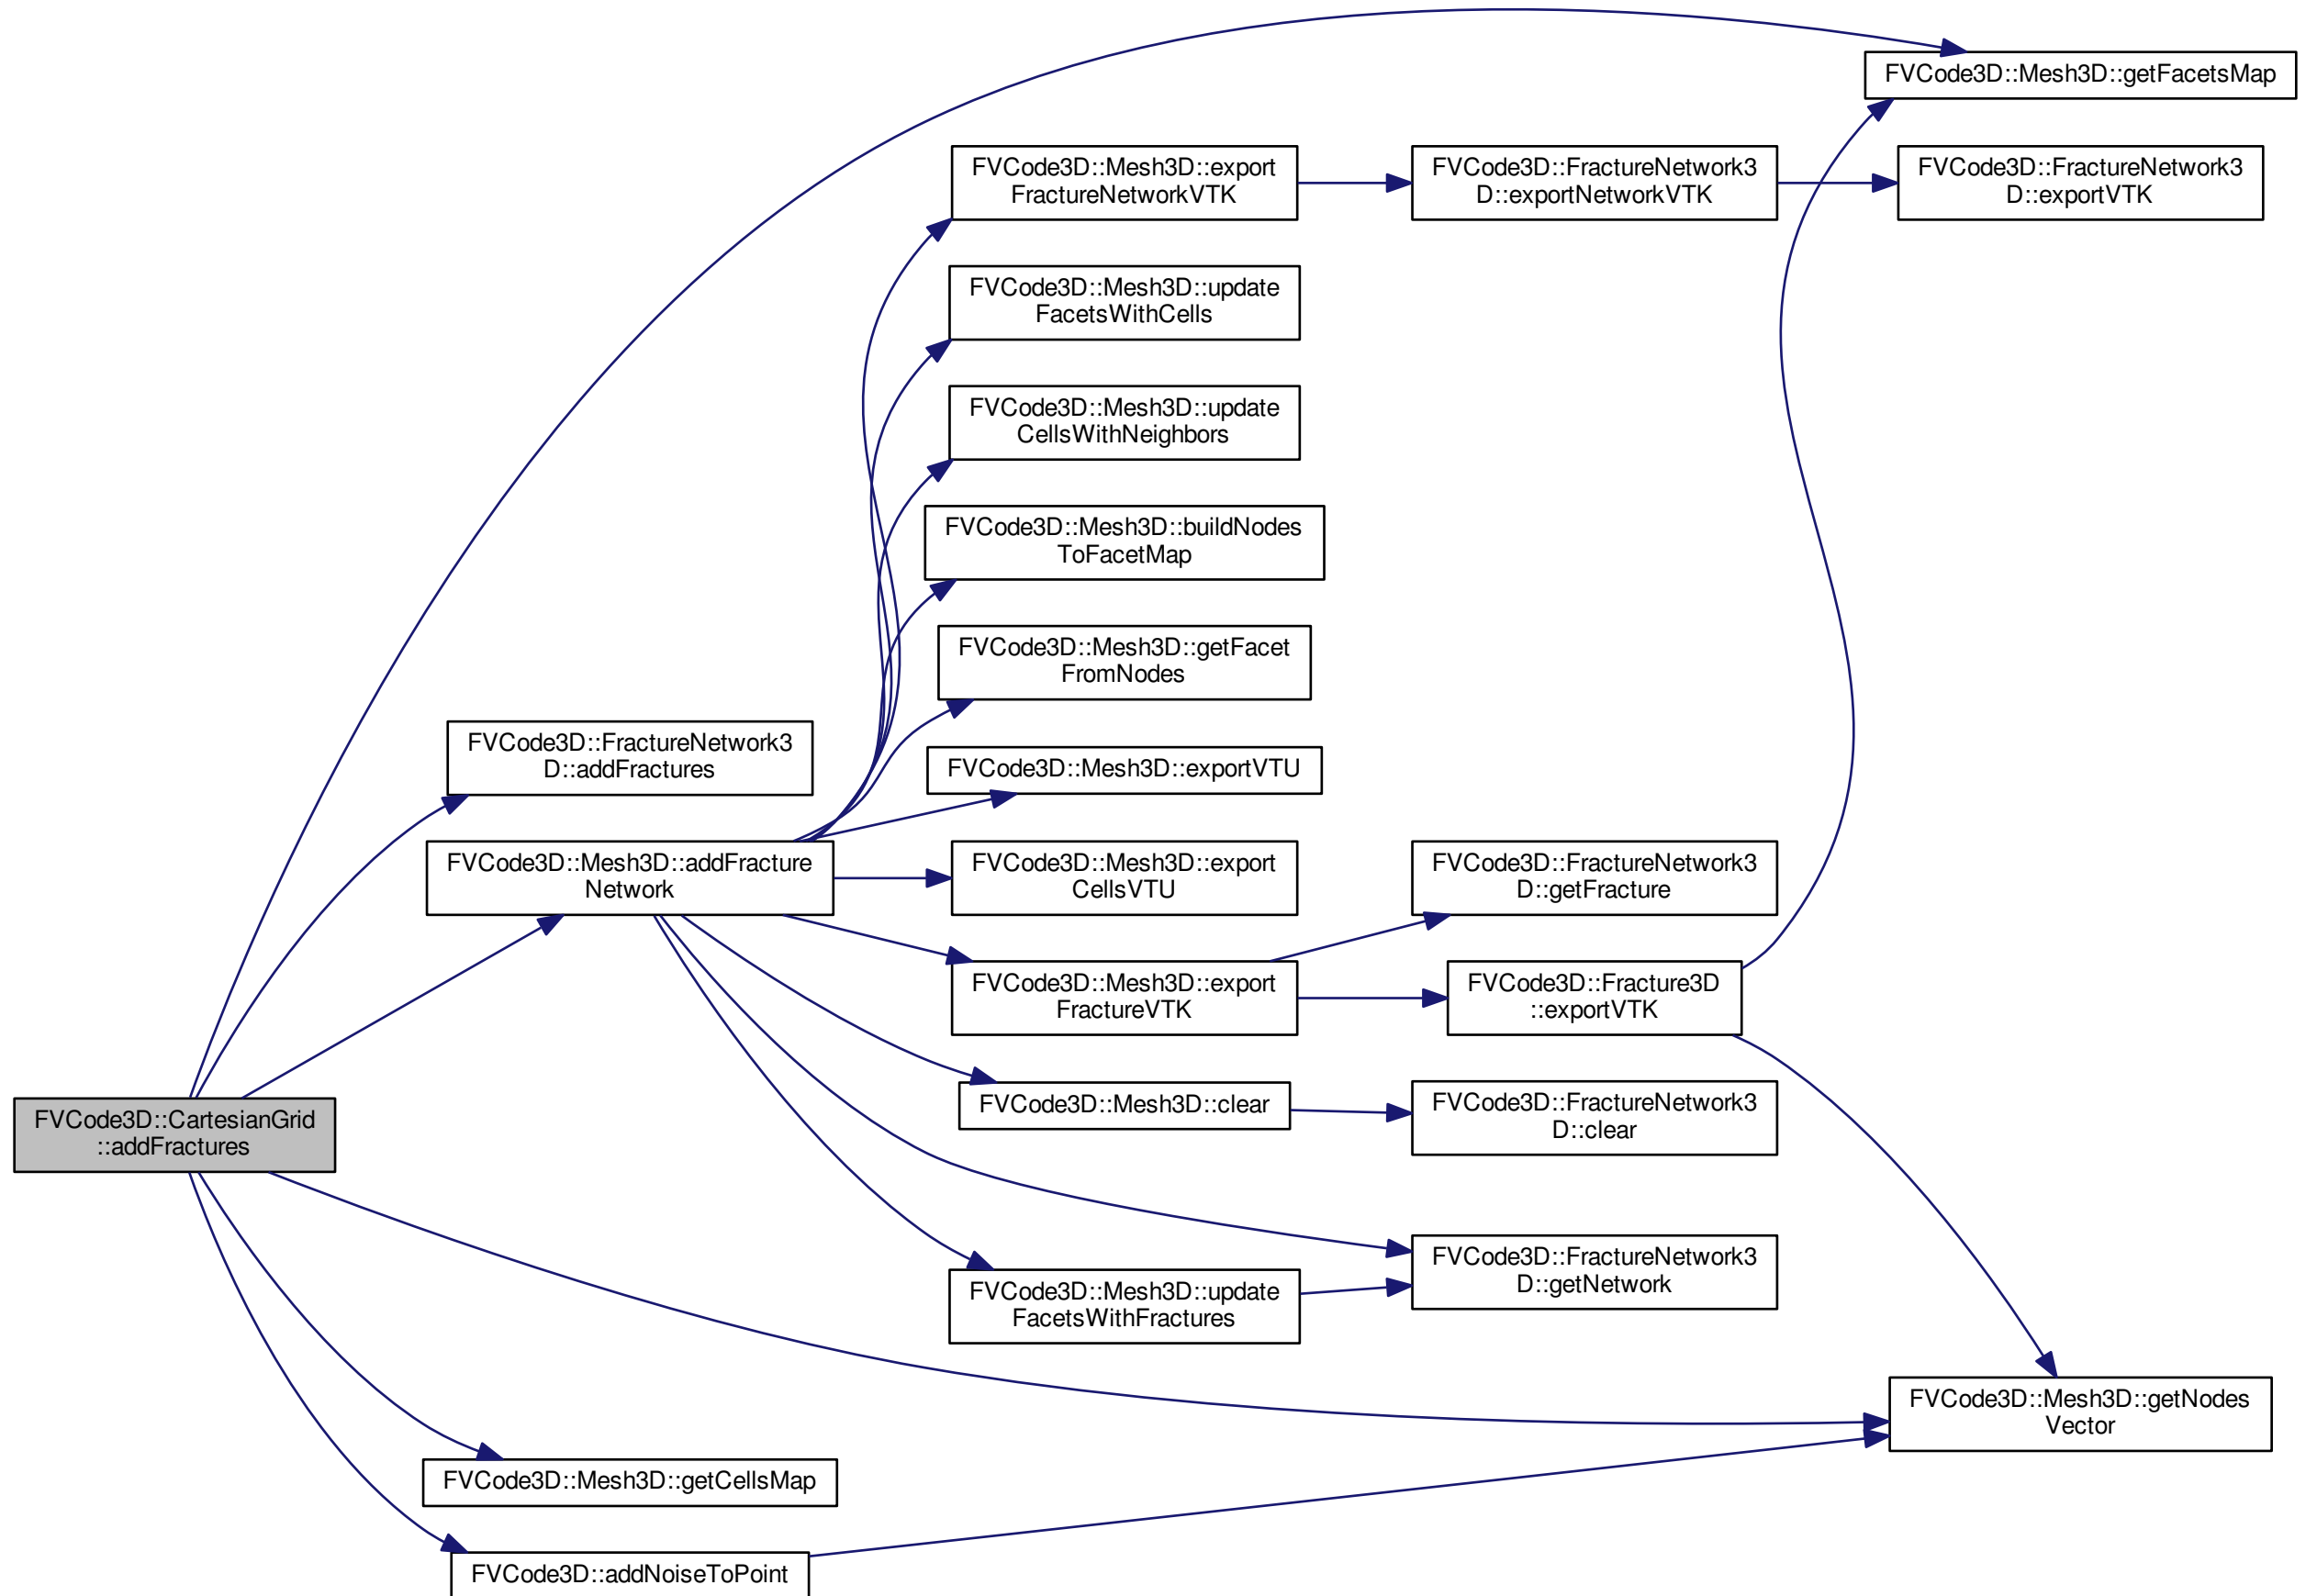 FVCode3D::Mesh3D::getFacetsMap
FVCode3D::Mesh3D::export
FractureNetworkVTK
FVCode3D::FractureNetwork3
D::exportNetworkVTK
FVCode3D::FractureNetwork3
D::exportVTK
FVCode3D::Mesh3D::update
FacetsWithCells
FVCode3D::Mesh3D::update
CellsWithNeighbors
FVCode3D::Mesh3D::buildNodes
ToFacetMap
FVCode3D::Mesh3D::getFacet
FromNodes
FVCode3D::FractureNetwork3
D::addFractures
FVCode3D::Mesh3D::exportVTU
FVCode3D::Mesh3D::addFracture
Network
FVCode3D::Mesh3D::export
CellsVTU
FVCode3D::FractureNetwork3
D::getFracture
FVCode3D::Mesh3D::export
FractureVTK
FVCode3D::Fracture3D
::exportVTK
FVCode3D::CartesianGrid
::addFractures
FVCode3D::Mesh3D::clear
FVCode3D::FractureNetwork3
D::clear
FVCode3D::FractureNetwork3
D::getNetwork
FVCode3D::Mesh3D::update
FacetsWithFractures
FVCode3D::Mesh3D::getNodes
Vector
FVCode3D::Mesh3D::getCellsMap
FVCode3D::addNoiseToPoint